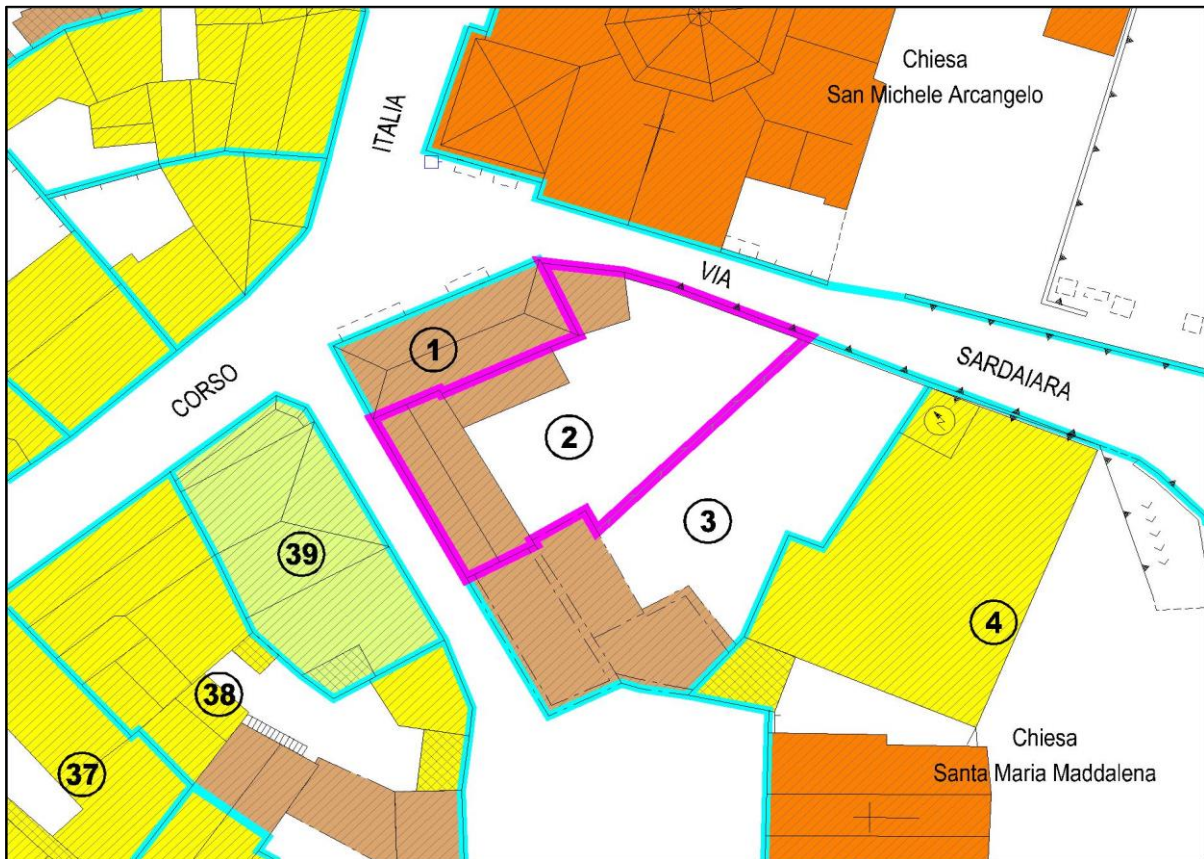 Chiesa
San Michele Arcangelo
ITALIA
VIA
SARDAIARA
CORSO
1
2
3
39
4
38
37
Chiesa
Santa Maria Maddalena